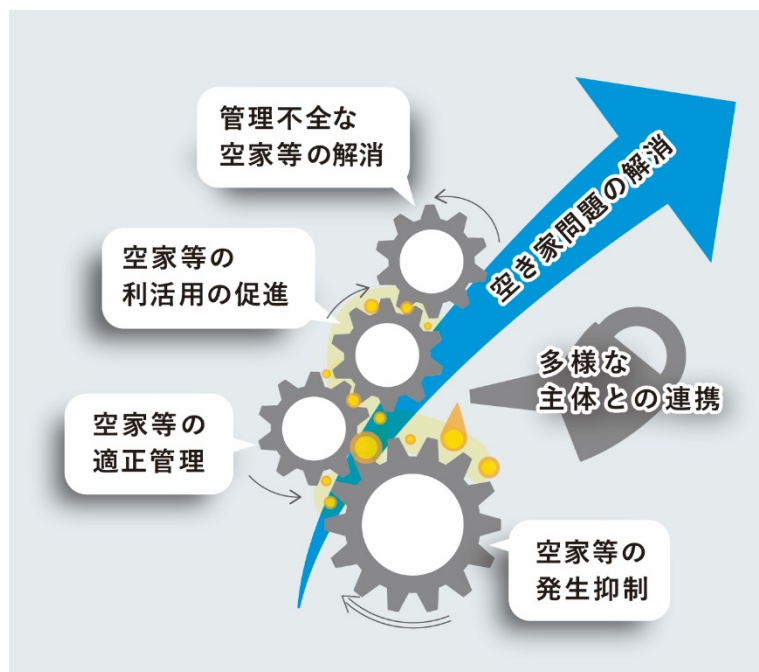 管理不全な
空家等の解消
空き家問題の解消
空家等の
利活用の促進
多様な
主体との連携
空家等の
適正管理
空家等の
発生抑制